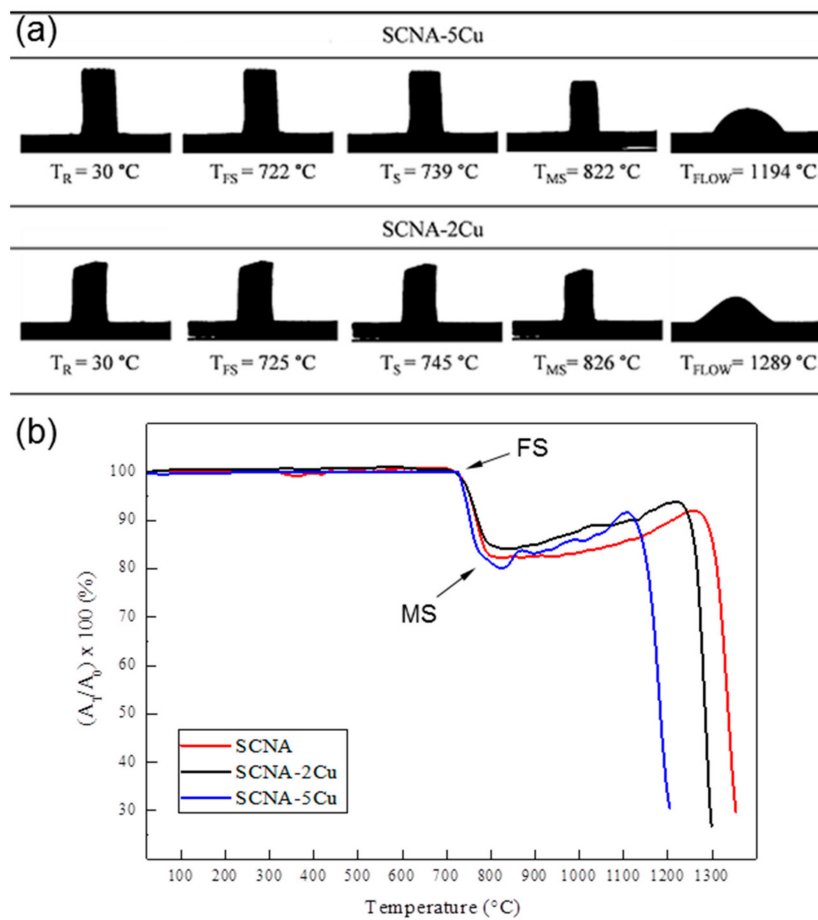 (a)
SCNA-5Cu
T_R = 30 °C T_FS = 722 °C T_S = 739 °C T_MS = 822 °C T_FLOW = 1194 °C
SCNA-2Cu
T_R = 30 °C T_FS = 725 °C T_S = 745 °C T_MS = 826 °C T_FLOW = 1289 °C
(b)
FS
MS
100
90
80
70
60
50
40
30
(A_T/A_0) x 100 (%)
SCNA
SCNA-2Cu
SCNA-5Cu
100 200 300 400 500 600 700 800 900 1000 1100 1200 1300
Temperature (°C)